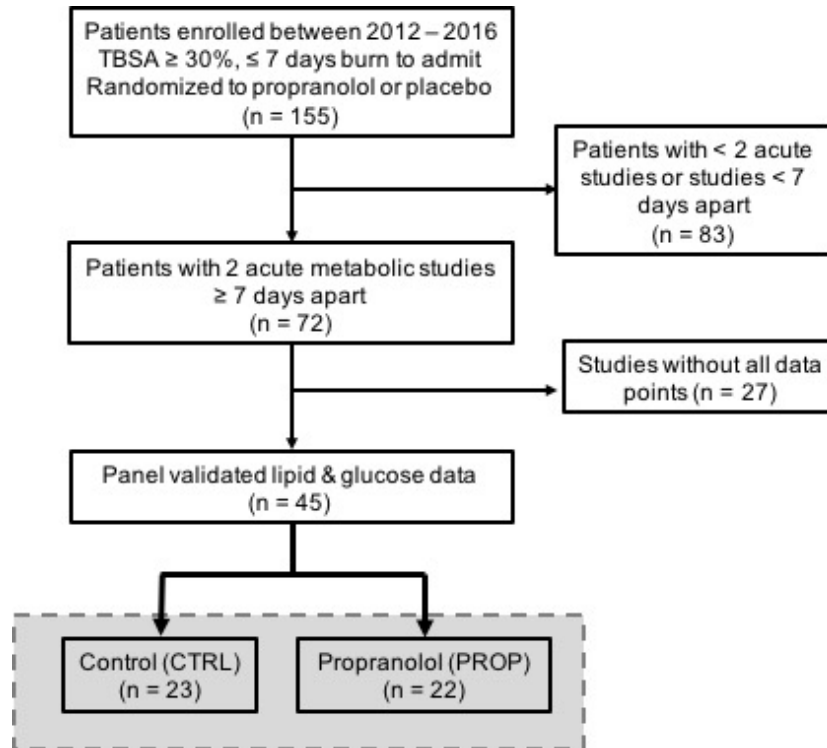 Patients enrolled between 2012 – 2016
TBSA ≥ 30%, ≤ 7 days burn to admit
Randomized to propranolol or placebo
(n = 155)
Patients with < 2 acute
studies or studies < 7
days apart
(n = 83)
Patients with 2 acute metabolic studies
≥ 7 days apart
(n = 72)
Studies without all data
points (n = 27)
Panel validated lipid & glucose data
(n = 45)
Control (CTRL)
(n = 23)
Propranolol (PROP)
(n = 22)